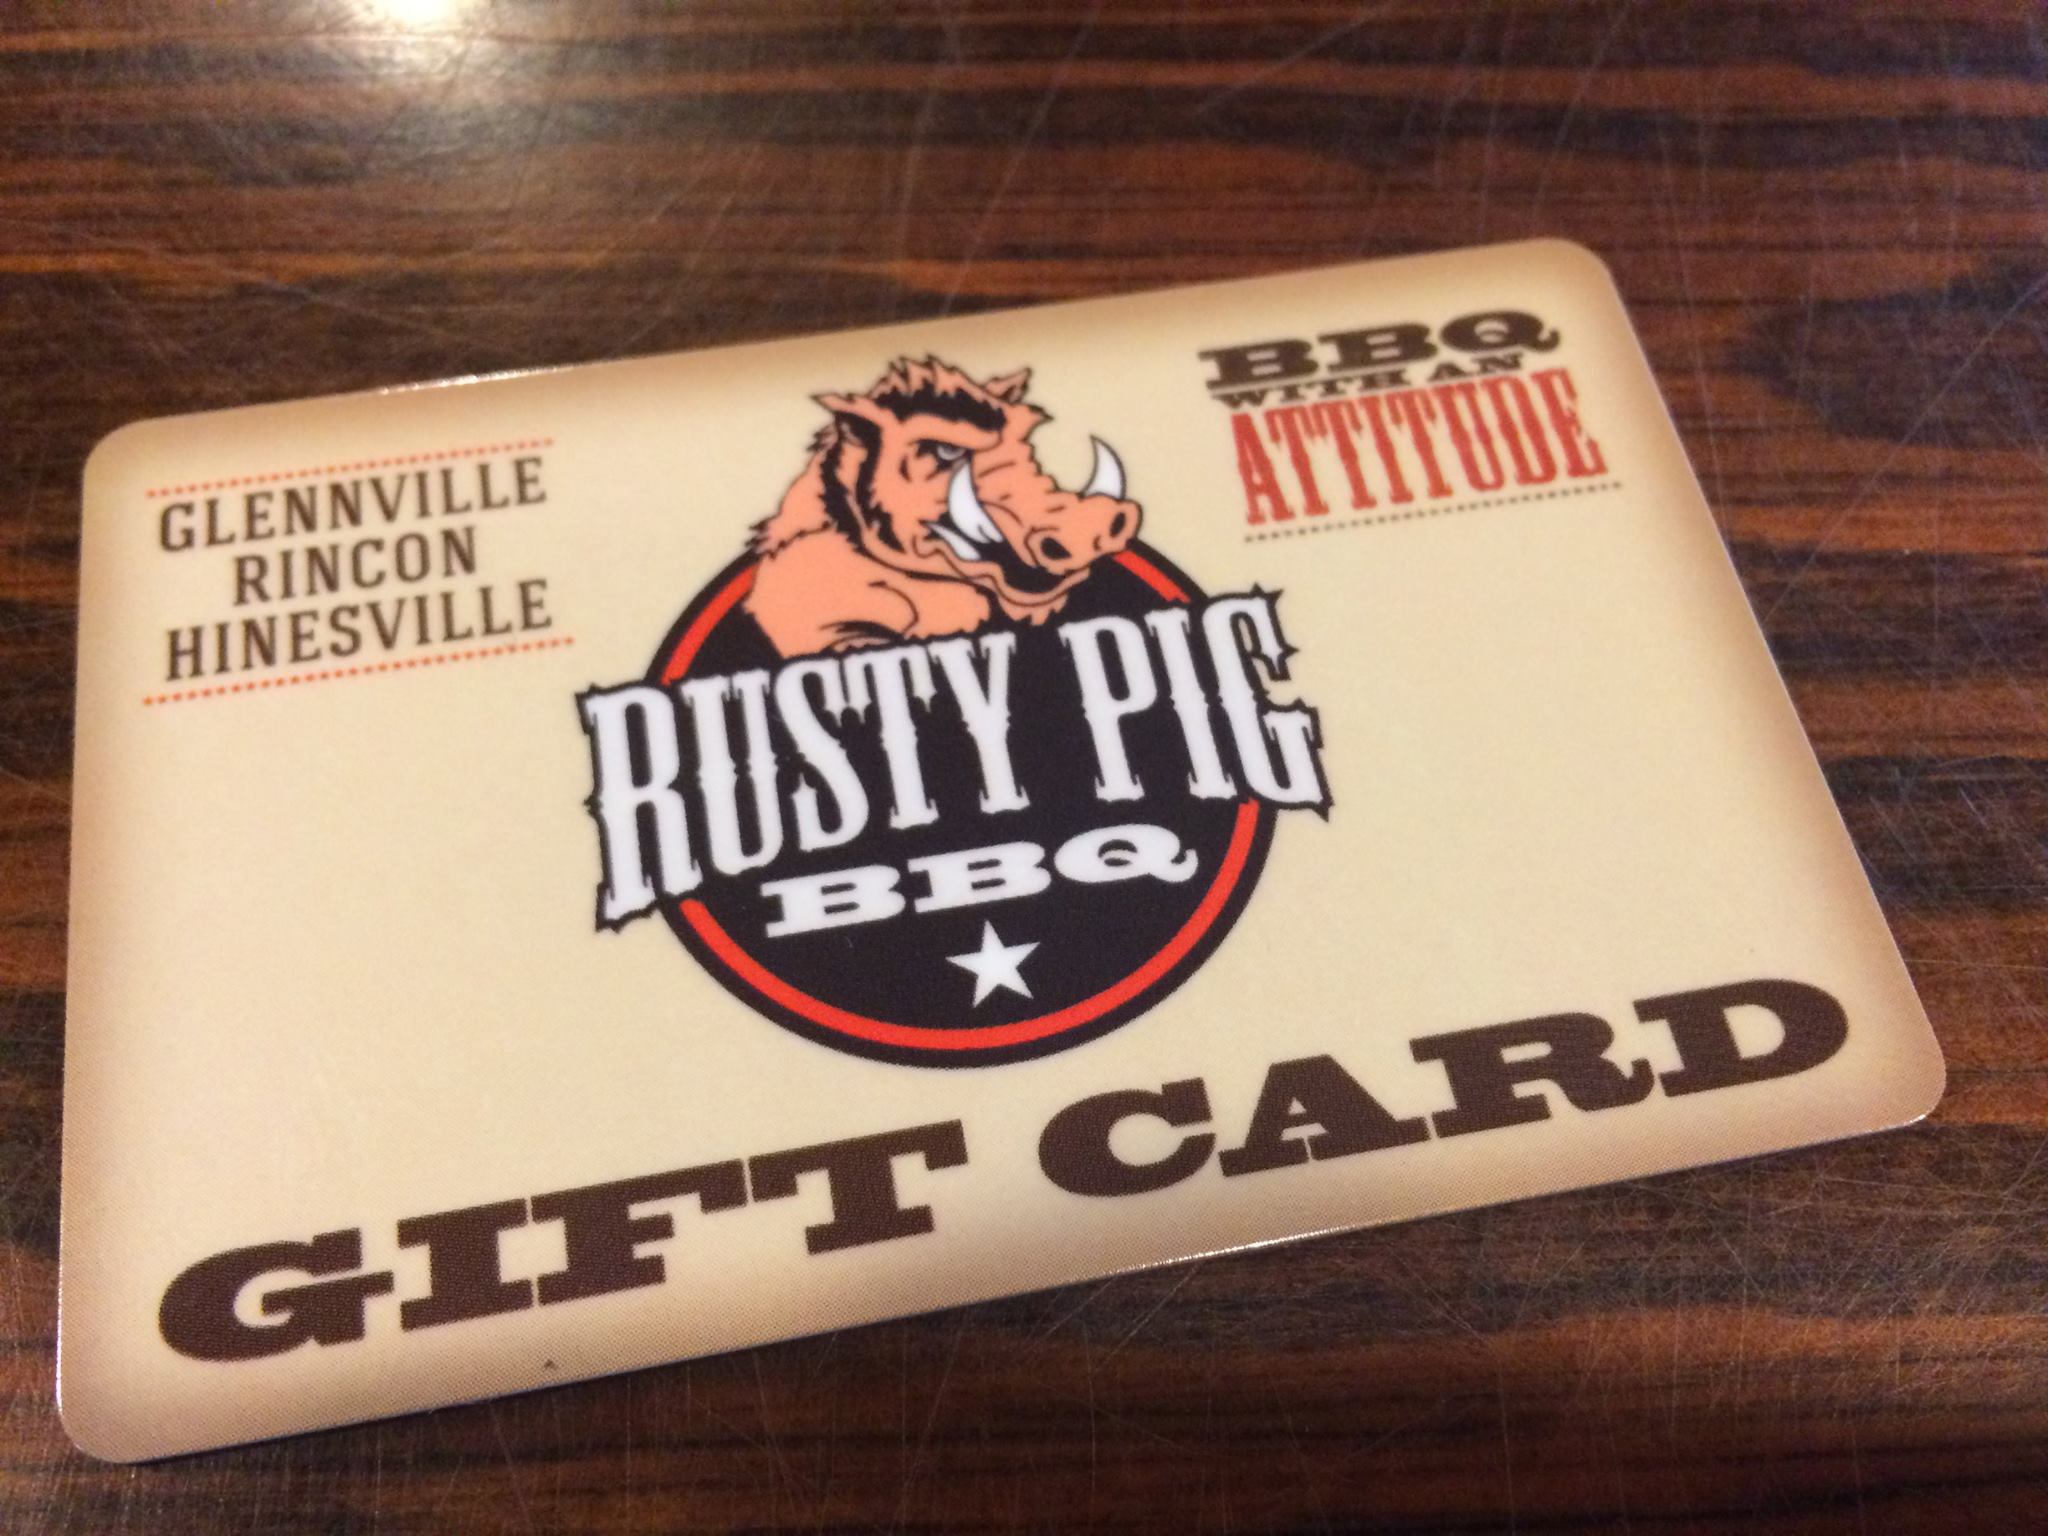 GLENNVILLE
RINCON
HINESVILLE
BBQ
WITH AN
ATTITUDE
RUSTY PIG
BBQ
GIFT CARD